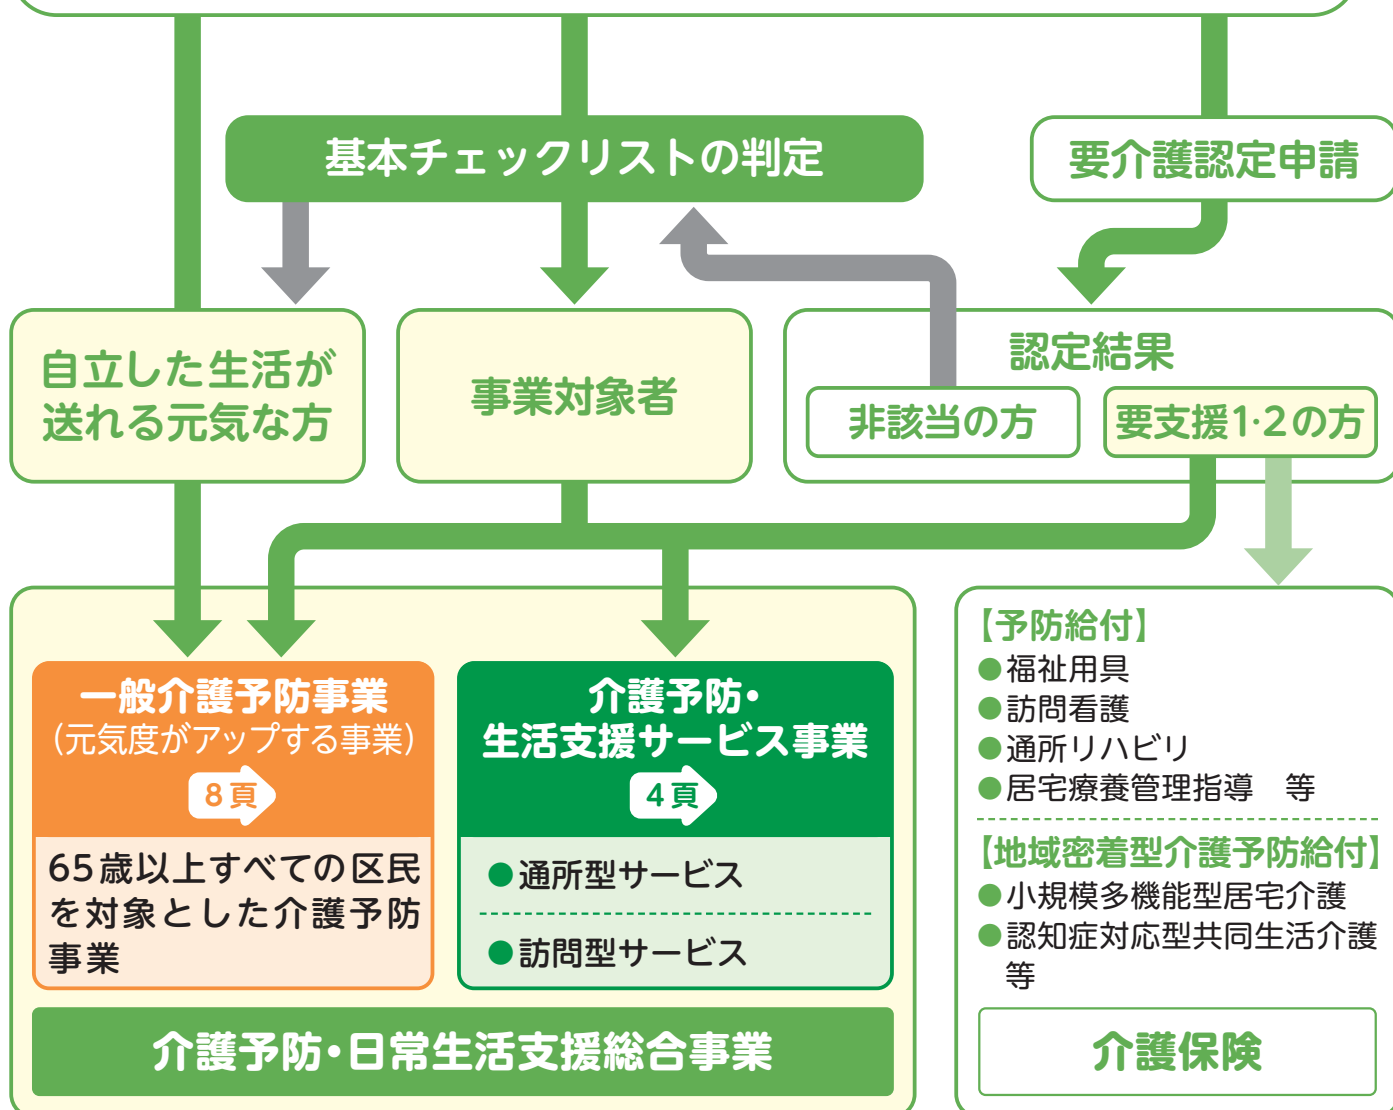 基本チェックリストの判定
要介護認定申請
自立した生活が
送れる元気な方
事業対象者
認定結果
非該当の方
要支援1・2の方
一般介護予防事業
（元気度がアップする事業）
8頁
65歳以上すべての区民
を対象とした介護予防
事業
介護予防・
生活支援サービス事業
4頁
●通所型サービス
●訪問型サービス
介護予防・日常生活支援総合事業
【予防給付】
●福祉用具
●訪問看護
●通所リハビリ
●居宅療養管理指導　等
【地域密着型介護予防給付】
●小規模多機能型居宅介護
●認知症対応型共同生活介護
等
介護保険